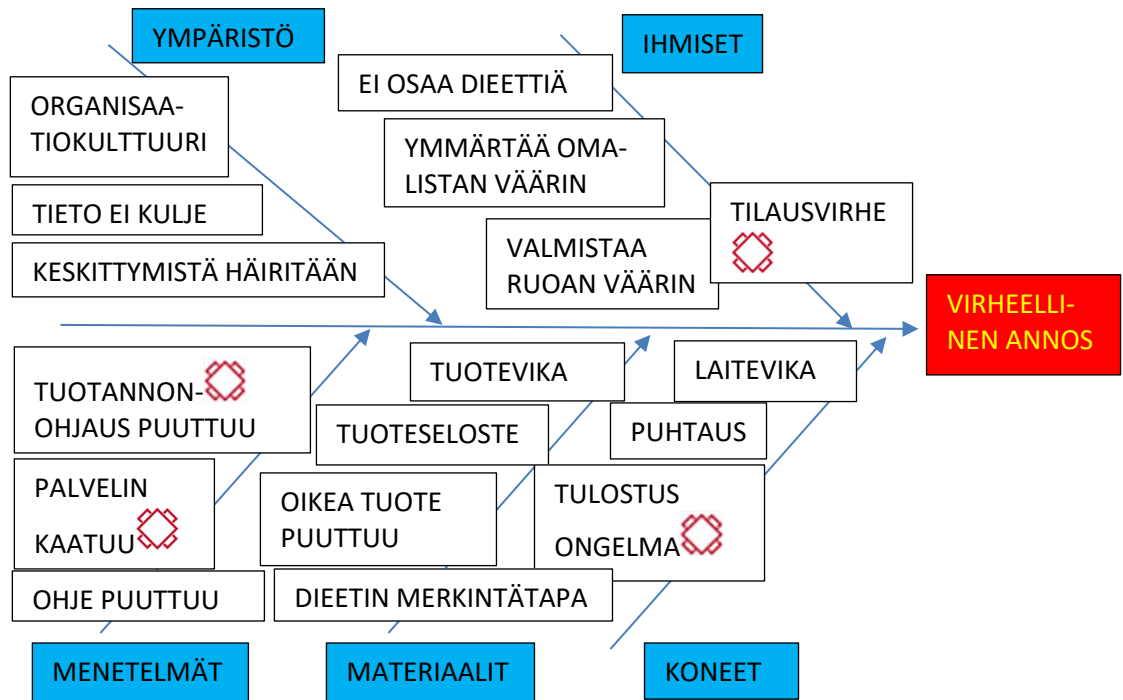 YMPÄRISTÖ
IHMISET
ORGANISAA-
TIOKULTTUURI
TIETO EI KULJE
KESKITTYMISTÄ HÄIRITÄÄN
EI OSAA DIEETTIÄ
YMMÄRTÄÄ OMA-
LISTAN VÄÄRIN
VALMISTAA
RUOAN VÄÄRIN
TILAUSVIRHE
VIRHEELLI-
NEN ANNOS
TUOTANNON-
OHJAUS PUUTTUU
PALVELIN
KAATUU
OHJE PUUTTUU
TUOTEVIKA
TUOTESELOSTE
OIKEA TUOTE
PUUTTUU
DIEETIN MERKINTÄTAPA
LAITEVIKA
PUHTAUS
TULOSTUS
ONGELMA
MENETELMÄT
MATERIAALIT
KONEET